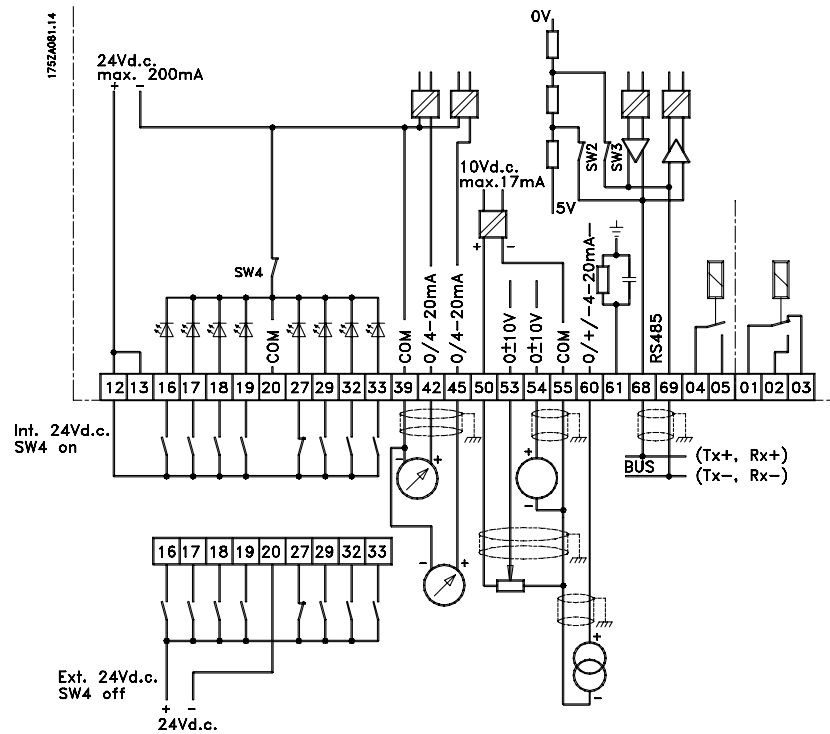 175ZA081.14
24Vd.c.
max. 200mA
+ −
0V
5V
SW2
SW3
10Vd.c.
max.17mA
+ −
SW4
COM
COM
0/4−20mA
0/4−20mA
0±10V
0±10V
COM
0/+/−4−20mA−
RS485
12 13 16 17 18 19 20 27 29 32 33 39 42 45 50 53 54 55 60 61 68 69 04 05 01 02 03
Int. 24Vd.c.
SW4 on
− +
+
−
BUS
(Tx+, Rx+)
(Tx−, Rx−)
16 17 18 19 20 27 29 32 33
− +
+
−
Ext. 24Vd.c.
SW4 off
+ −
24Vd.c.